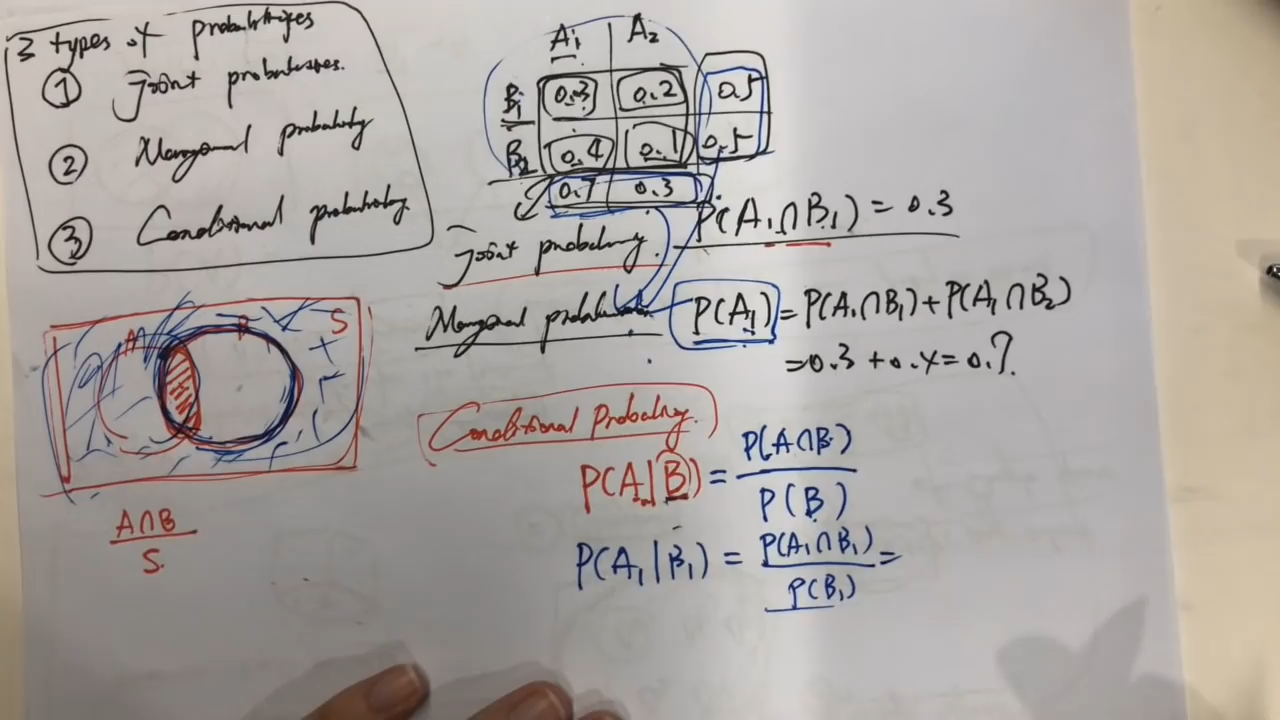 3 types of probabilities
① Joint probabilities.
② Marginal probability
③ Conditional probability
A1 A2
B1 0.3 0.2 0.5
B2 0.4 0.1 0.5
0.7 0.3
Joint probability. P(A1∩B1) = 0.3
Marginal probability P(A1) = P(A1∩B1) + P(A1∩B2)
= 0.3 + 0.4 = 0.7.
A B S
A∩B
S.
Conditional Probability.
P(A|B) = P(A∩B)
P(B)
P(A1|B1) = P(A1∩B1) =
P(B1)